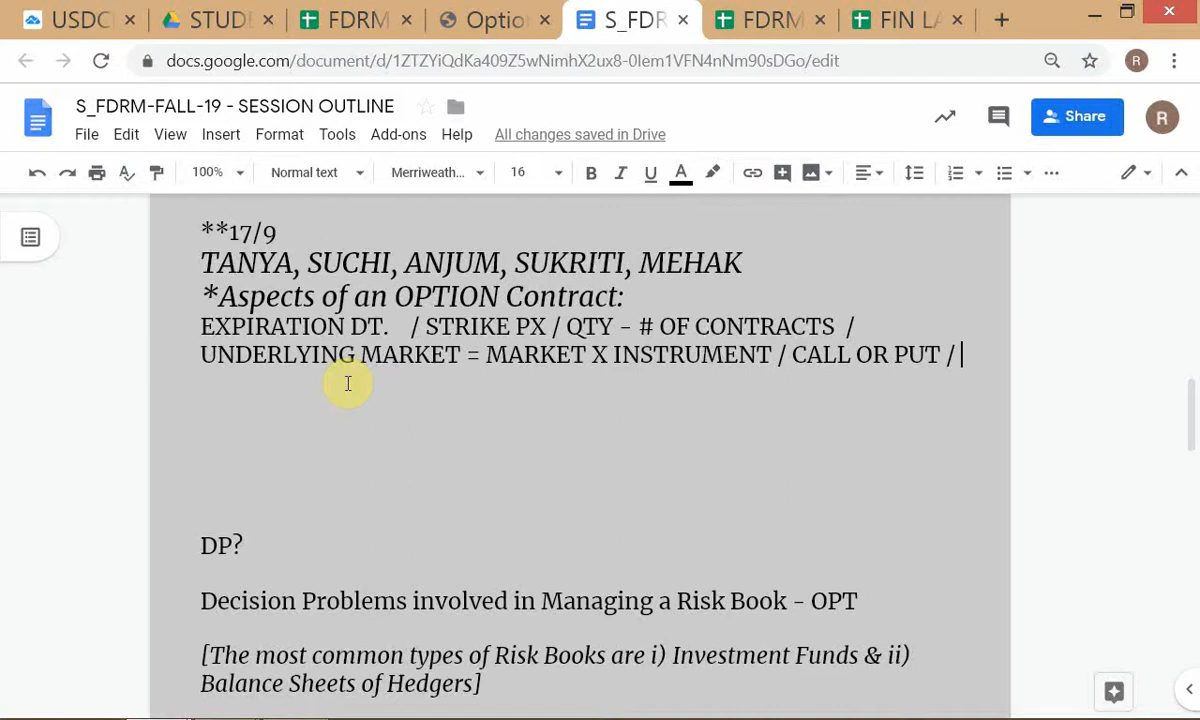 USDC
STUD
FDRM
Optio
S_FDR
FDRM
FIN LA
docs.google.com/document/d/1ZTZYiQdKa409Z5wNimhX2ux8-0Iem1VFN4nNm90sDGo/edit
R
S_FDRM-FALL-19 - SESSION OUTLINE
File Edit View Insert Format Tools Add-ons Help All changes saved in Drive
Share
R
100% Normal text Merriweath... 16 B I U A
**17/9
TANYA, SUCHI, ANJUM, SUKRITI, MEHAK
*Aspects of an OPTION Contract:
EXPIRATION DT. / STRIKE PX / QTY - # OF CONTRACTS /
UNDERLYING MARKET = MARKET X INSTRUMENT / CALL OR PUT /
DP?
Decision Problems involved in Managing a Risk Book - OPT
[The most common types of Risk Books are i) Investment Funds & ii)
Balance Sheets of Hedgers]